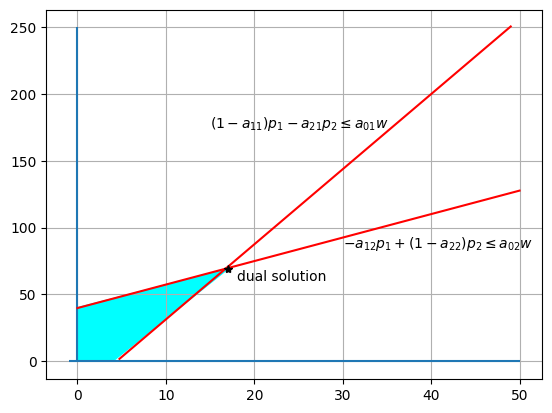 250
200
150
100
50
0
(1 − a₁₁)p₁ − a₂₁p₂ ≤ a₀₁w
−a₁₂p₁ + (1 − a₂₂)p₂ ≤ a₀₂w
dual solution
0 10 20 30 40 50